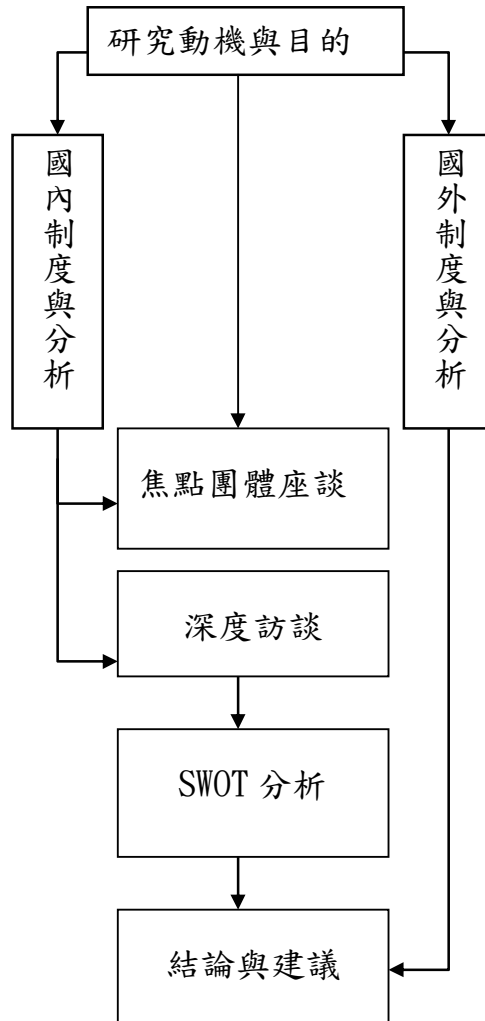 研究動機與目的
國內制度與分析
國外制度與分析
焦點團體座談
深度訪談
SWOT 分析
結論與建議